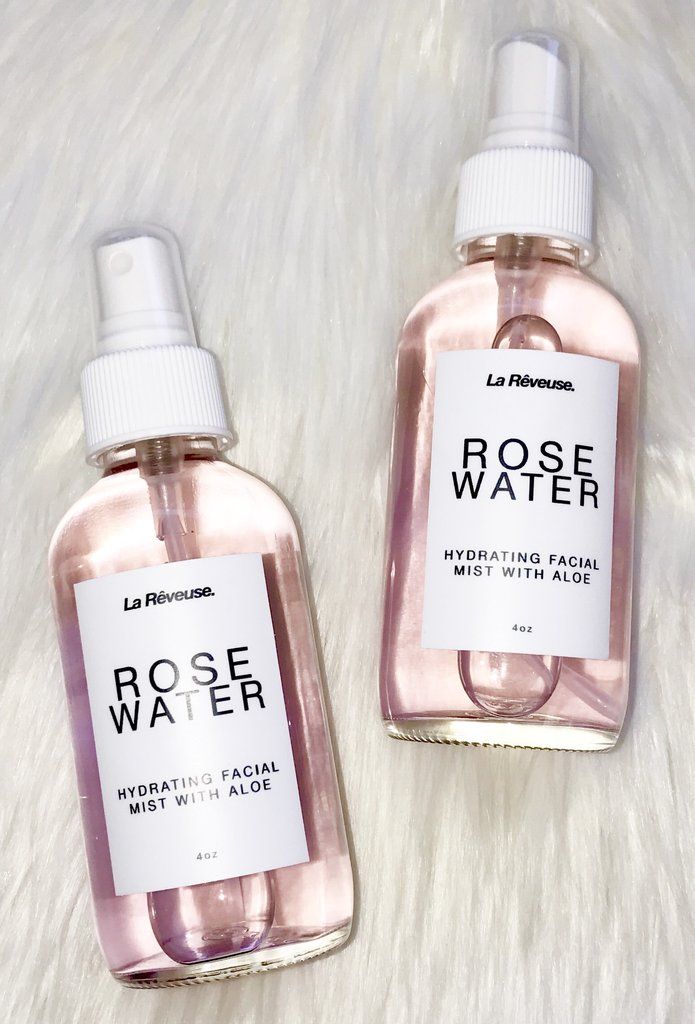 La Rêveuse.
ROSE
WATER
HYDRATING FACIAL
MIST WITH ALOE
4oz
La Rêveuse.
ROSE
WATER
HYDRATING FACIAL
MIST WITH ALOE
4oz